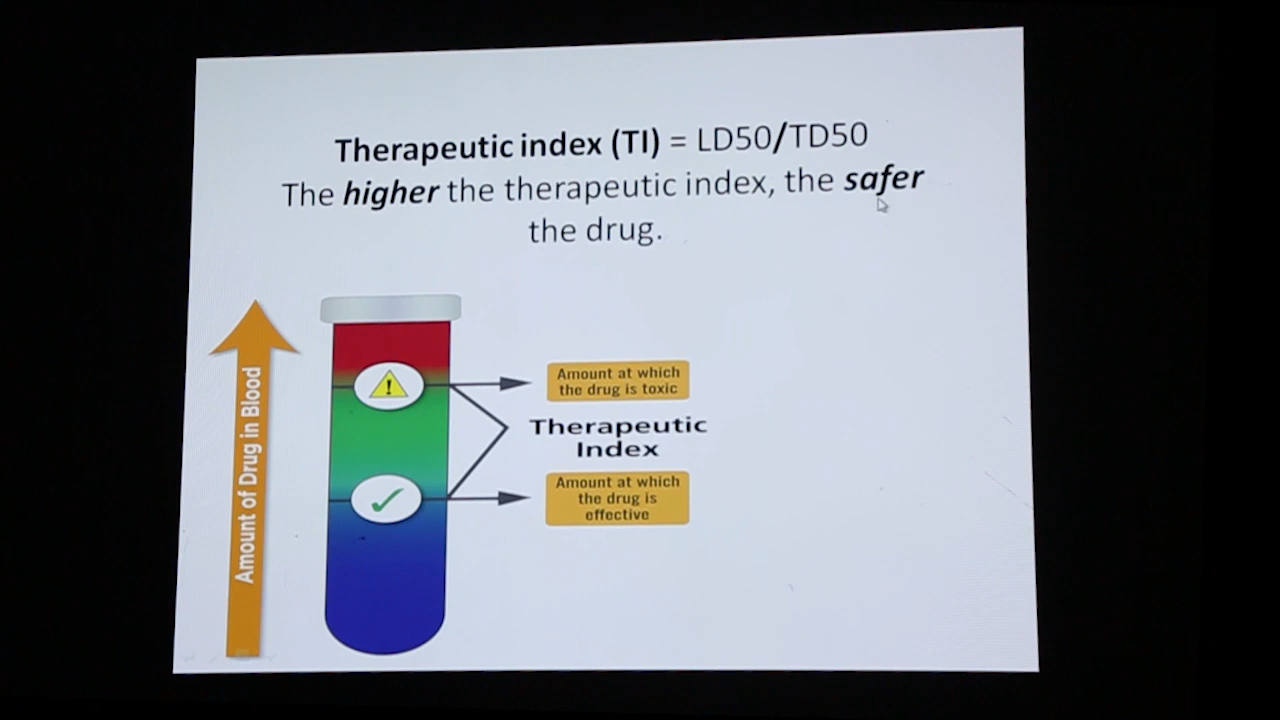 Therapeutic index (TI) = LD50/TD50
The higher the therapeutic index, the safer
the drug.
Amount of Drug in Blood
!
Amount at which
the drug is toxic
Therapeutic
Index
Amount at which
the drug is
effective